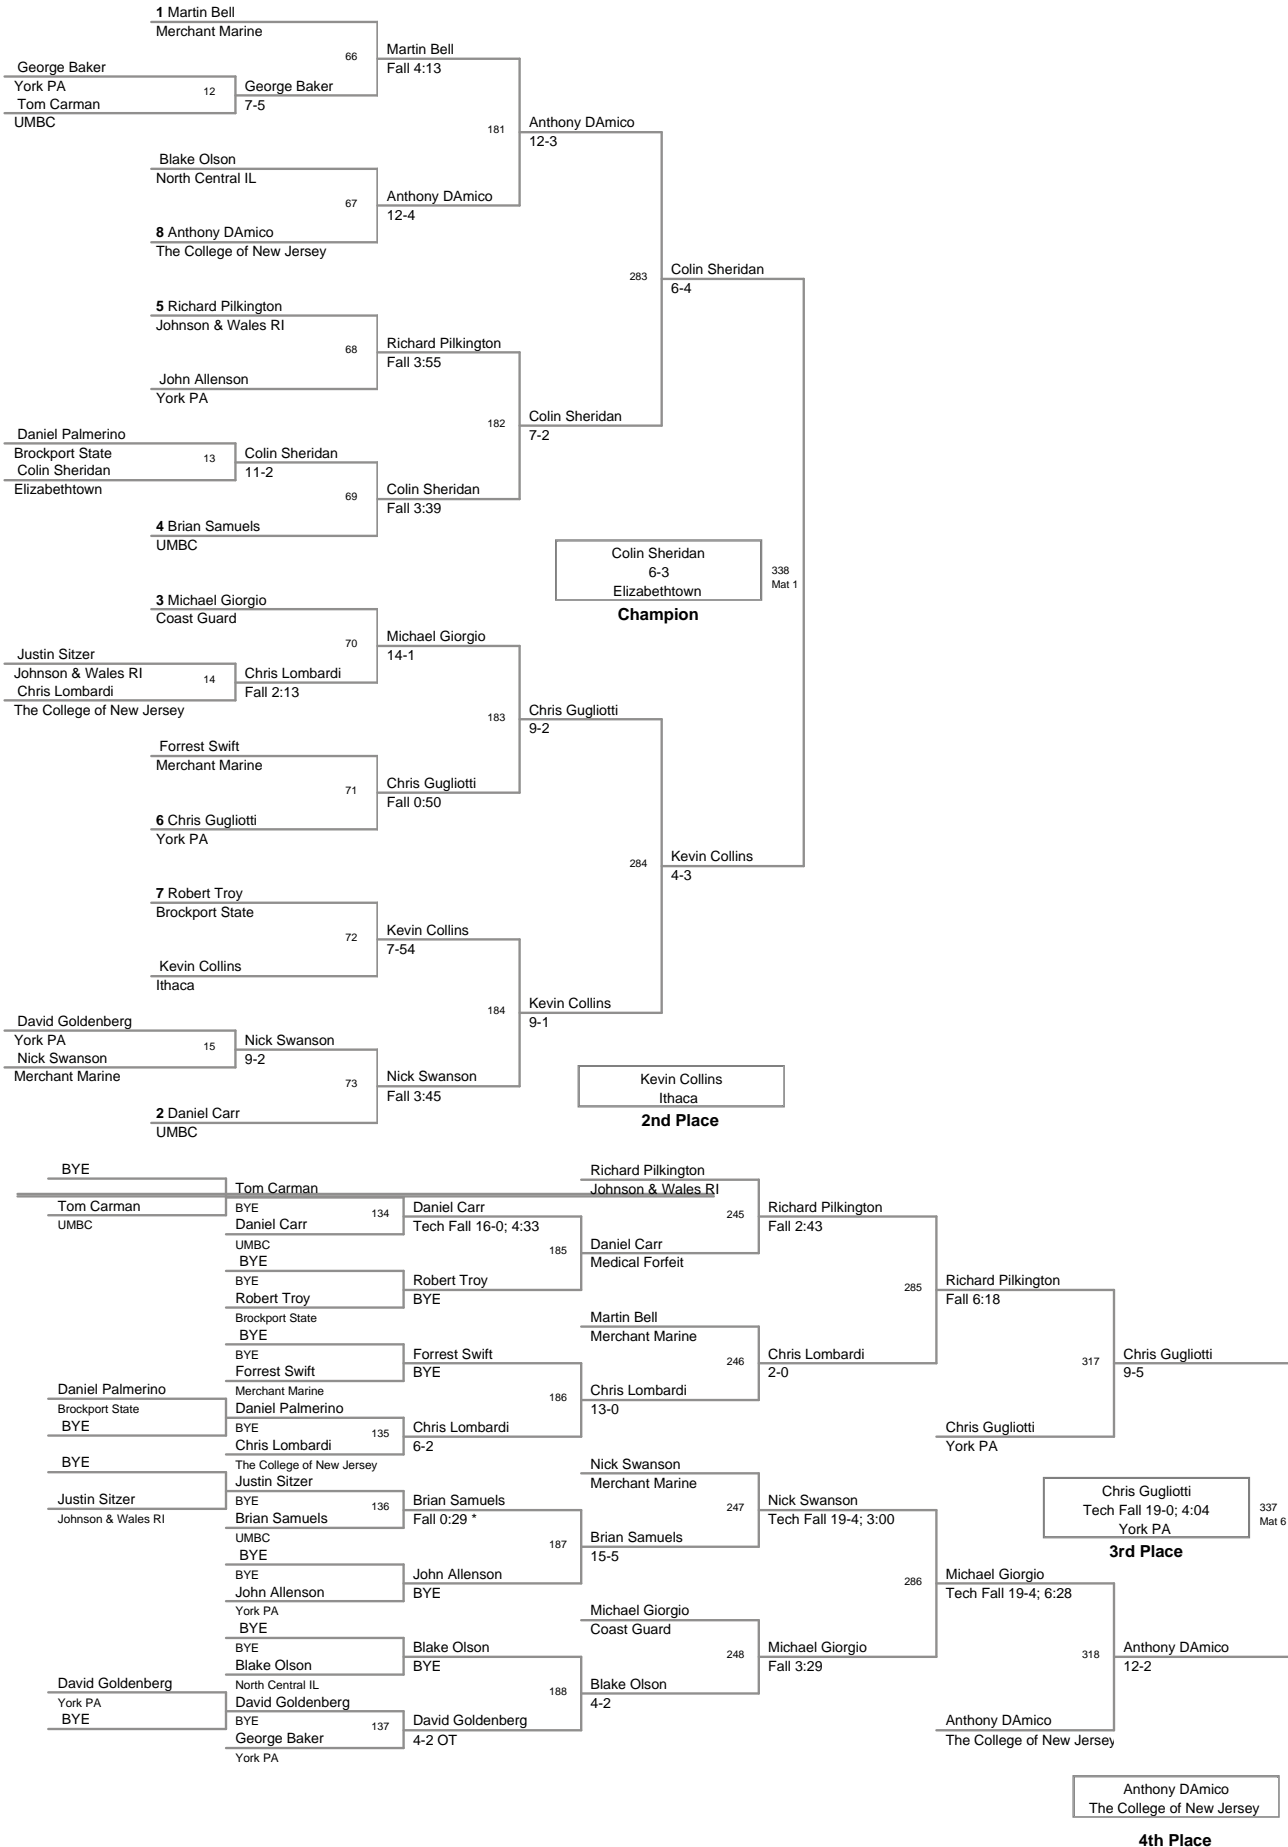 1 Martin Bell
Merchant Marine
66
Martin Bell
Fall 4:13
George Baker
York PA
12
George Baker
7-5
Tom Carman
UMBC
181
Anthony DAmico
12-3
Blake Olson
North Central IL
67
Anthony DAmico
12-4
8 Anthony DAmico
The College of New Jersey
283
Colin Sheridan
6-4
5 Richard Pilkington
Johnson & Wales RI
68
Richard Pilkington
Fall 3:55
John Allenson
York PA
182
Colin Sheridan
7-2
Daniel Palmerino
Brockport State
13
Colin Sheridan
11-2
Colin Sheridan
Elizabethtown
69
Colin Sheridan
Fall 3:39
4 Brian Samuels
UMBC
Colin Sheridan
6-3
Elizabethtown
338
Mat 1
Champion
3 Michael Giorgio
Coast Guard
70
Michael Giorgio
14-1
Justin Sitzer
Johnson & Wales RI
14
Chris Lombardi
Fall 2:13
Chris Lombardi
The College of New Jersey
183
Chris Gugliotti
9-2
Forrest Swift
Merchant Marine
71
Chris Gugliotti
Fall 0:50
6 Chris Gugliotti
York PA
284
Kevin Collins
4-3
7 Robert Troy
Brockport State
72
Kevin Collins
7-54
Kevin Collins
Ithaca
184
Kevin Collins
9-1
David Goldenberg
York PA
15
Nick Swanson
9-2
Nick Swanson
Merchant Marine
73
Nick Swanson
Fall 3:45
2 Daniel Carr
UMBC
Kevin Collins
Ithaca
2nd Place
BYE
Tom Carman
Tom Carman
UMBC
BYE
134
Daniel Carr
UMBC
Daniel Carr
Tech Fall 16-0; 4:33
BYE
BYE
Robert Troy
Brockport State
Robert Troy
BYE
185
Richard Pilkington
Johnson & Wales RI
245
Daniel Carr
Medical Forfeit
Richard Pilkington
Fall 2:43
BYE
BYE
Forrest Swift
Merchant Marine
Forrest Swift
BYE
186
Daniel Palmerino
Brockport State
BYE
Daniel Palmerino
BYE
135
Chris Lombardi
The College of New Jersey
Chris Lombardi
6-2
Martin Bell
Merchant Marine
246
Chris Lombardi
13-0
Chris Lombardi
2-0
285
Richard Pilkington
Fall 6:18
317
Chris Gugliotti
York PA
Chris Gugliotti
9-5
BYE
Justin Sitzer
Justin Sitzer
Johnson & Wales RI
BYE
136
Brian Samuels
UMBC
Brian Samuels
Fall 0:29 *
BYE
BYE
John Allenson
York PA
John Allenson
BYE
187
Nick Swanson
Merchant Marine
247
Brian Samuels
15-5
Nick Swanson
Tech Fall 19-4; 3:00
Chris Gugliotti
Tech Fall 19-0; 4:04
York PA
337
Mat 6
3rd Place
BYE
BYE
Blake Olson
North Central IL
Blake Olson
BYE
188
David Goldenberg
York PA
BYE
David Goldenberg
BYE
137
George Baker
York PA
David Goldenberg
4-2 OT
Michael Giorgio
Coast Guard
248
Blake Olson
4-2
Michael Giorgio
Fall 3:29
286
Michael Giorgio
Tech Fall 19-4; 6:28
318
Anthony DAmico
The College of New Jersey
Anthony DAmico
12-2
Anthony DAmico
The College of New Jersey
4th Place